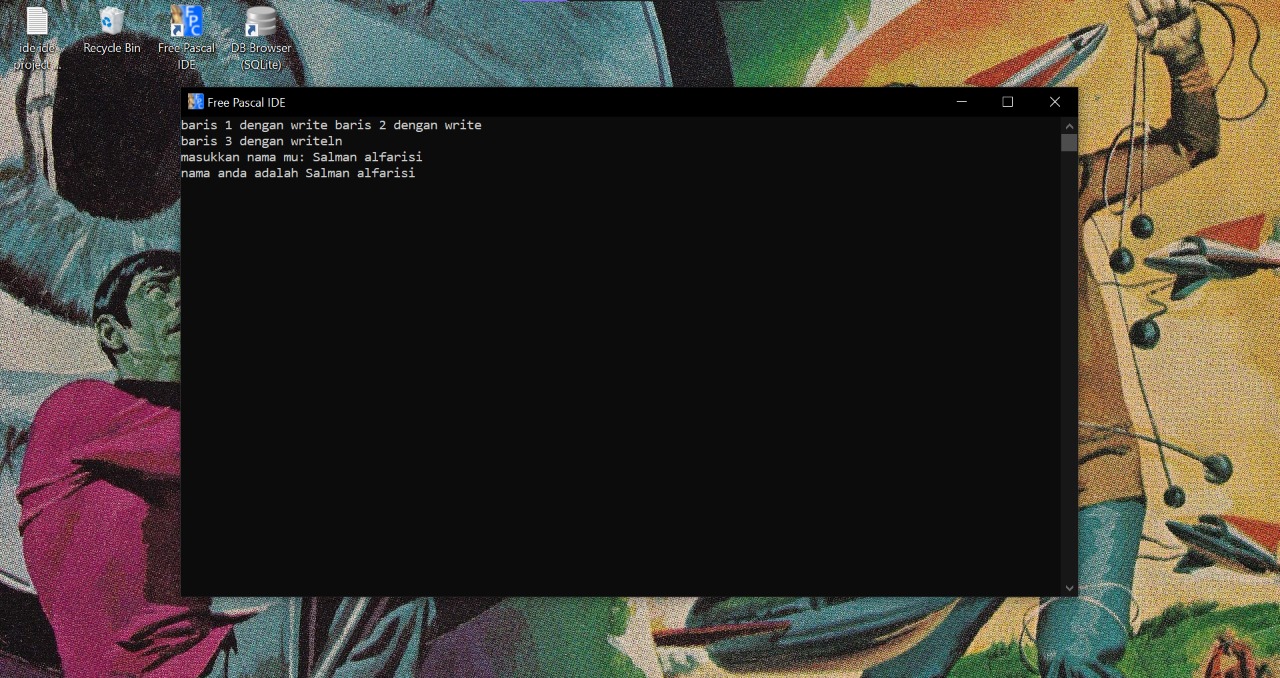 ide ide
project ...
Recycle Bin
Free Pascal
IDE
DB Browser
(SQLite)
Free Pascal IDE
baris 1 dengan write baris 2 dengan write
baris 3 dengan writeln
masukkan nama mu: Salman alfarisi
nama anda adalah Salman alfarisi